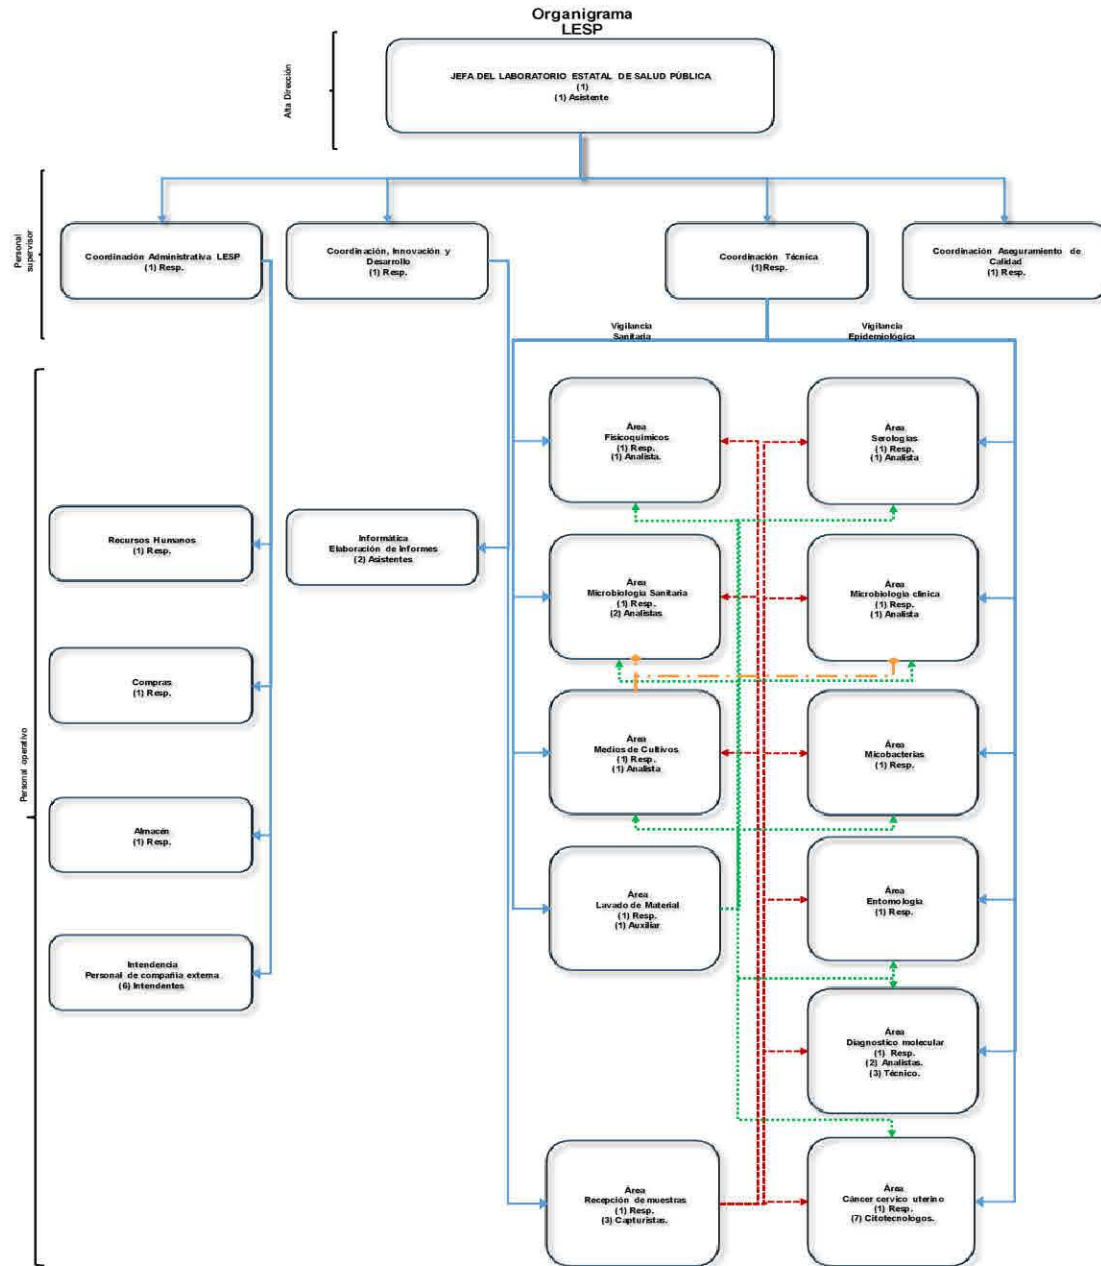 Organigrama
LESP
Alta Dirección
JEFA DEL LABORATORIO ESTATAL DE SALUD PÚBLICA
(1)
(1) Asistente
Personal
supervisor
Coordinación Administrativa LESP
(1) Resp.
Coordinación, Innovación y
Desarrollo
(1) Resp.
Coordinación Técnica
(1)Resp.
Coordinación Aseguramiento de
Calidad
(1) Resp.
Vigilancia
Sanitaria
Vigilancia
Epidemiológica
Personal operativo
Área
Fisicoquímicos
(1) Resp.
(1) Analista.
Área
Serologías
(1) Resp.
(1) Analista
Recursos Humanos
(1) Resp.
Informática
Elaboración de Informes
(2) Asistentes
Área
Microbiología Sanitaria
(1) Resp.
(2) Analistas
Área
Microbiología clínica
(1) Resp.
(1) Analista
Compras
(1) Resp.
Área
Medios de Cultivos
(1) Resp.
(1) Analista
Área
Micobacterias
(1) Resp.
Almacén
(1) Resp.
Área
Lavado de Material
(1) Resp.
(1) Auxiliar
Área
Entomología
(1) Resp.
Intendencia
Personal de compañía externa
(6) Intendentes
Área
Diagnostico molecular
(1) Resp.
(2) Analistas.
(3) Técnico.
Área
Recepción de muestras
(1) Resp.
(3) Capturistas.
Área
Cáncer cervico uterino
(1) Resp.
(7) Citotecnologos.